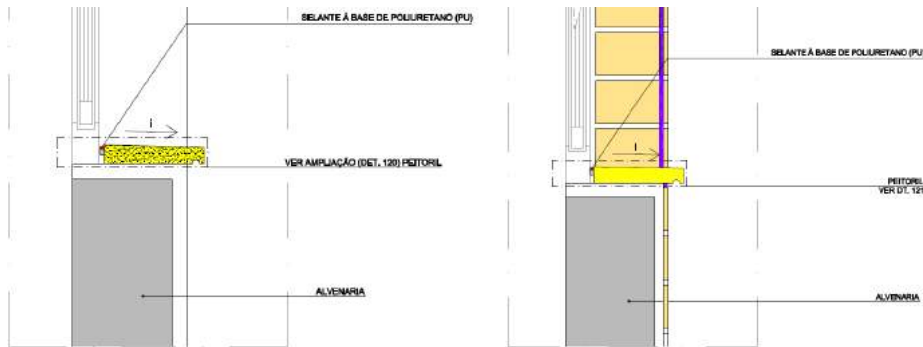 SELANTE À BASE DE POLIURETANO (PU)
i
VER AMPLIAÇÃO (DET. 120) PEITORIL
ALVENARIA
SELANTE À BASE DE POLIURETANO (PU)
i
PEITORIL
VER DT. 121
ALVENARIA